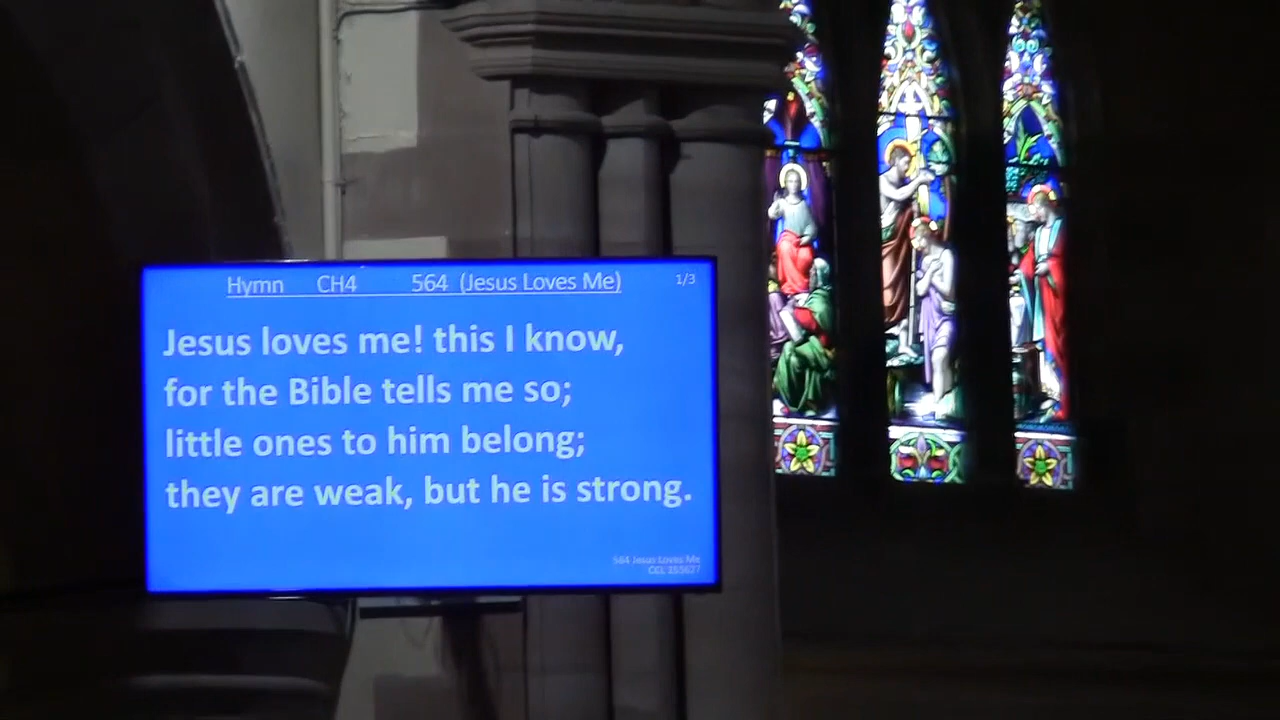 Hymn CH4 564 (Jesus Loves Me) 1/3
Jesus loves me! this I know,
for the Bible tells me so;
little ones to him belong;
they are weak, but he is strong.
564 Jesus Loves Me